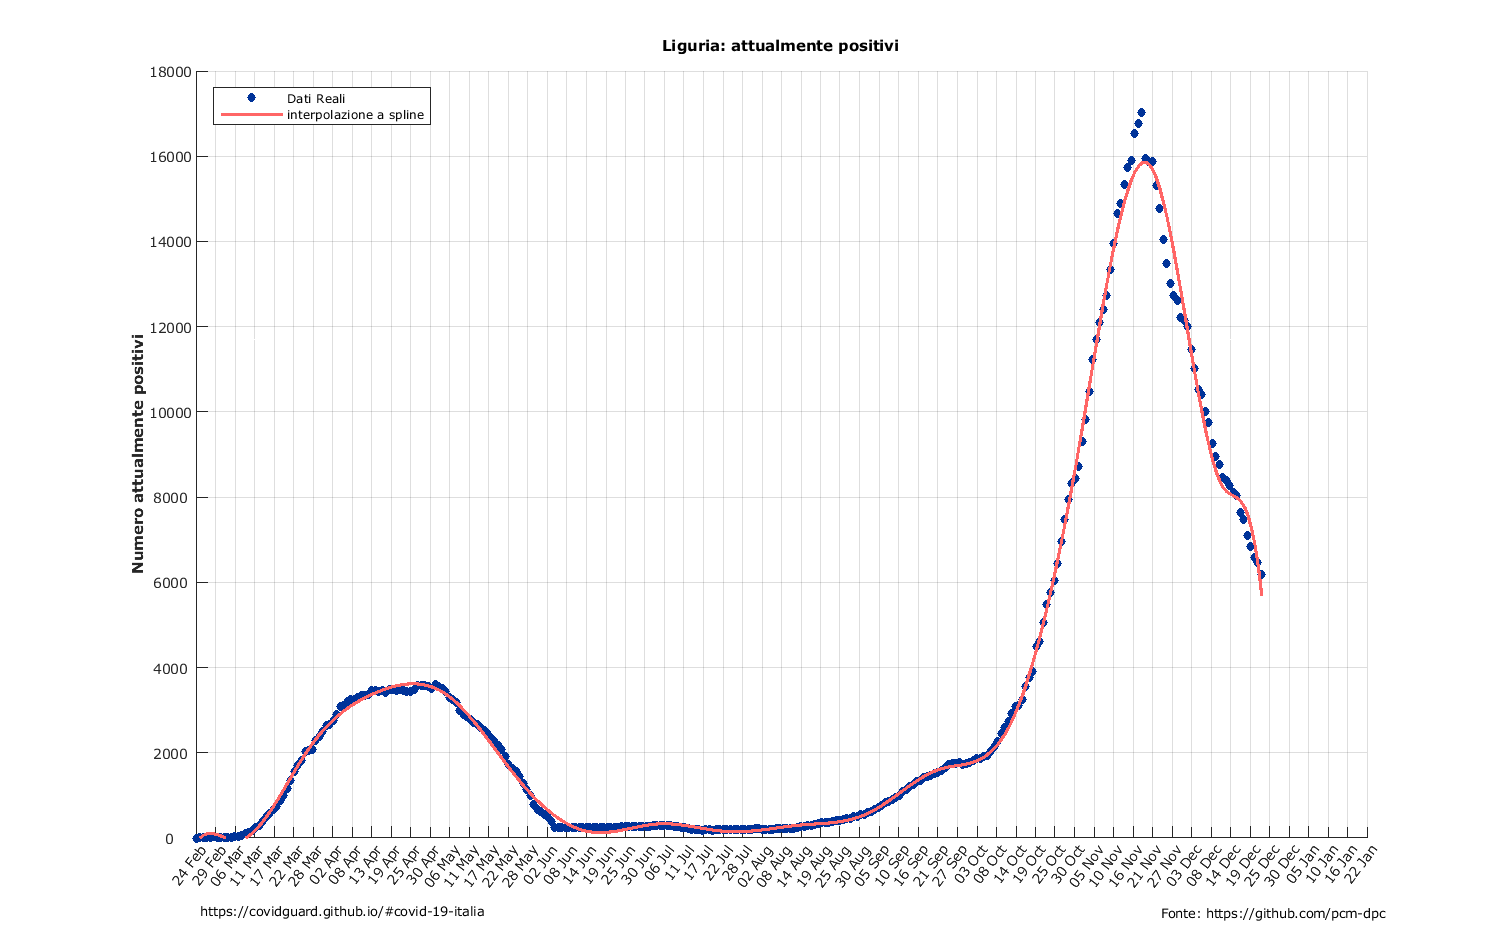 Liguria: attualmente positivi
Dati Reali
interpolazione a spline
Numero attualmente positivi
18000
16000
14000
12000
10000
8000
6000
4000
2000
0
24 Feb
29 Feb
06 Mar
11 Mar
17 Mar
22 Mar
28 Mar
02 Apr
08 Apr
13 Apr
19 Apr
25 Apr
30 Apr
06 May
11 May
17 May
22 May
28 May
02 Jun
08 Jun
14 Jun
19 Jun
25 Jun
30 Jun
06 Jul
11 Jul
17 Jul
22 Jul
28 Jul
02 Aug
08 Aug
14 Aug
19 Aug
25 Aug
30 Aug
05 Sep
10 Sep
16 Sep
21 Sep
27 Sep
03 Oct
08 Oct
14 Oct
19 Oct
25 Oct
30 Oct
05 Nov
10 Nov
16 Nov
21 Nov
27 Nov
03 Dec
08 Dec
14 Dec
19 Dec
25 Dec
30 Dec
05 Jan
10 Jan
16 Jan
22 Jan
https://covidguard.github.io/#covid-19-italia
Fonte: https://github.com/pcm-dpc